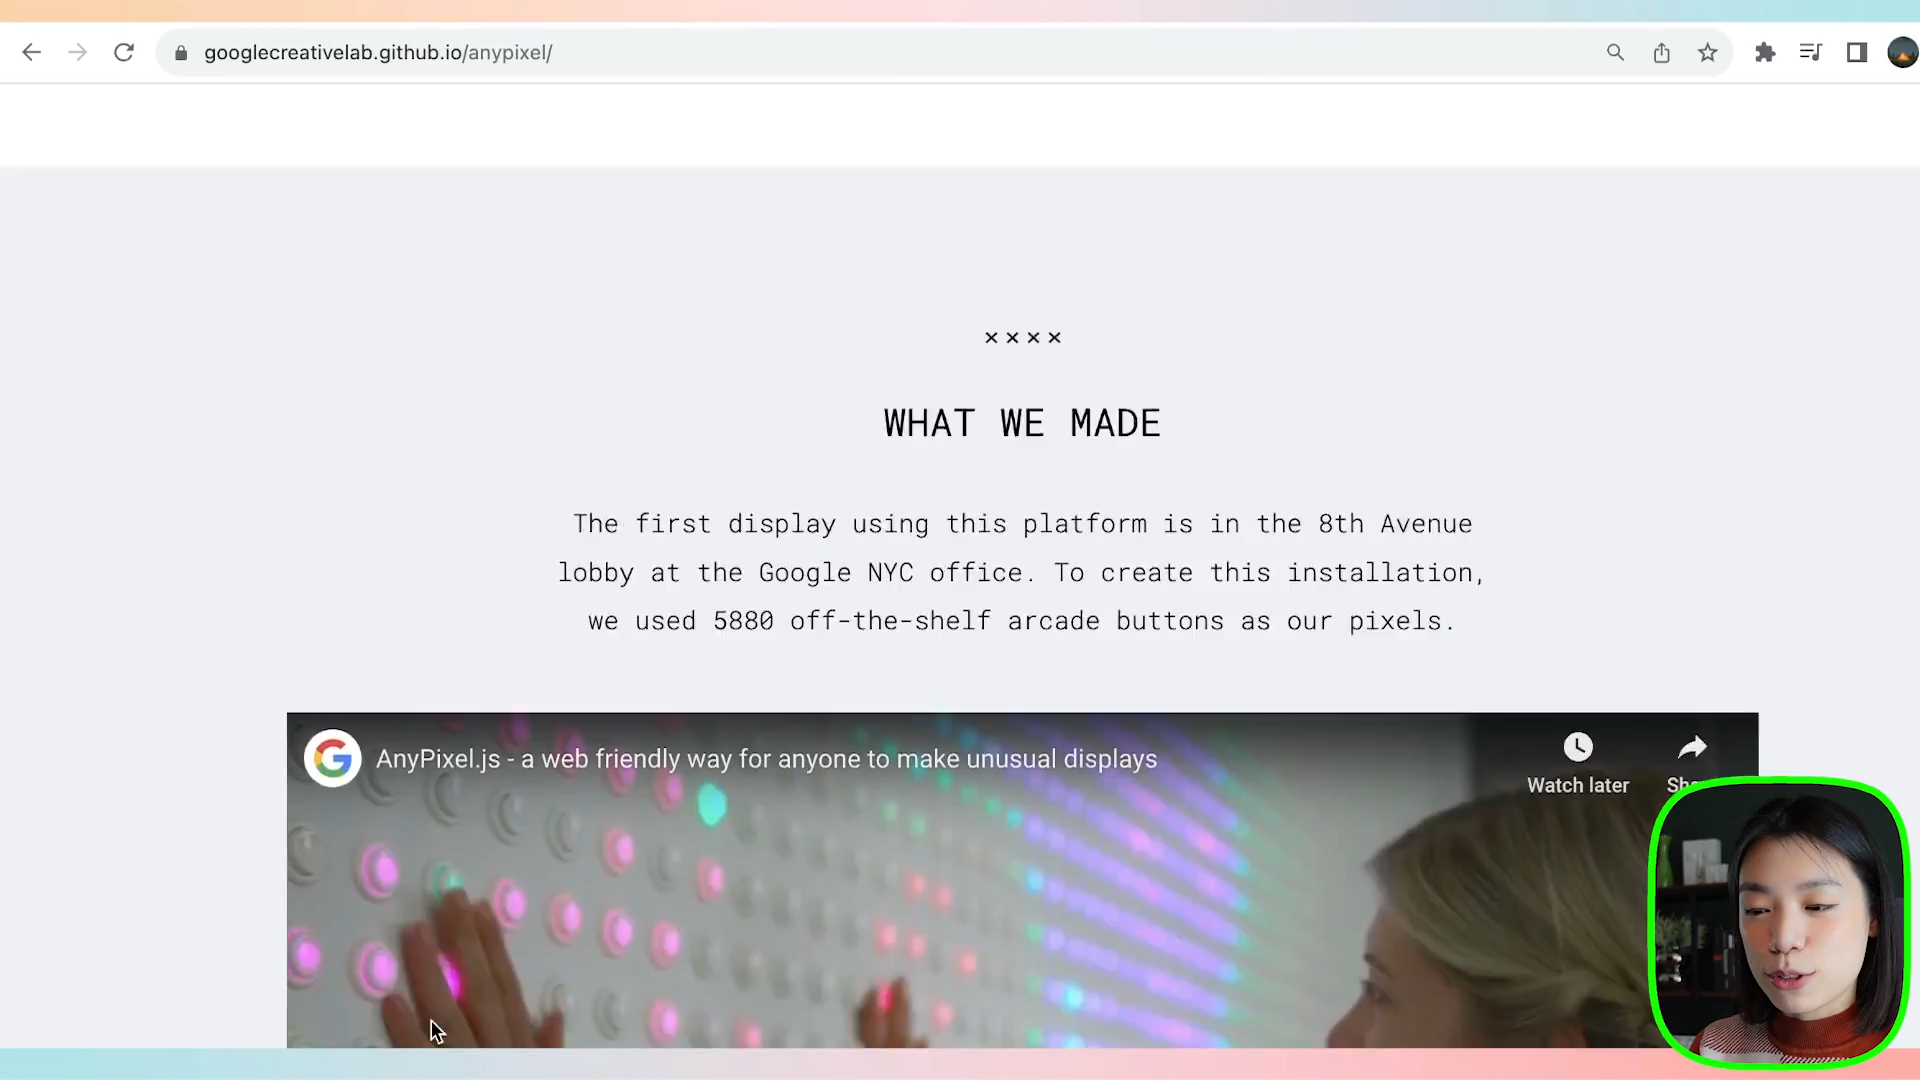 googlecreativelab.github.io/anypixel/
××××
WHAT WE MADE
The first display using this platform is in the 8th Avenue
lobby at the Google NYC office. To create this installation,
we used 5880 off-the-shelf arcade buttons as our pixels.
AnyPixel.js - a web friendly way for anyone to make unusual displays
Watch later